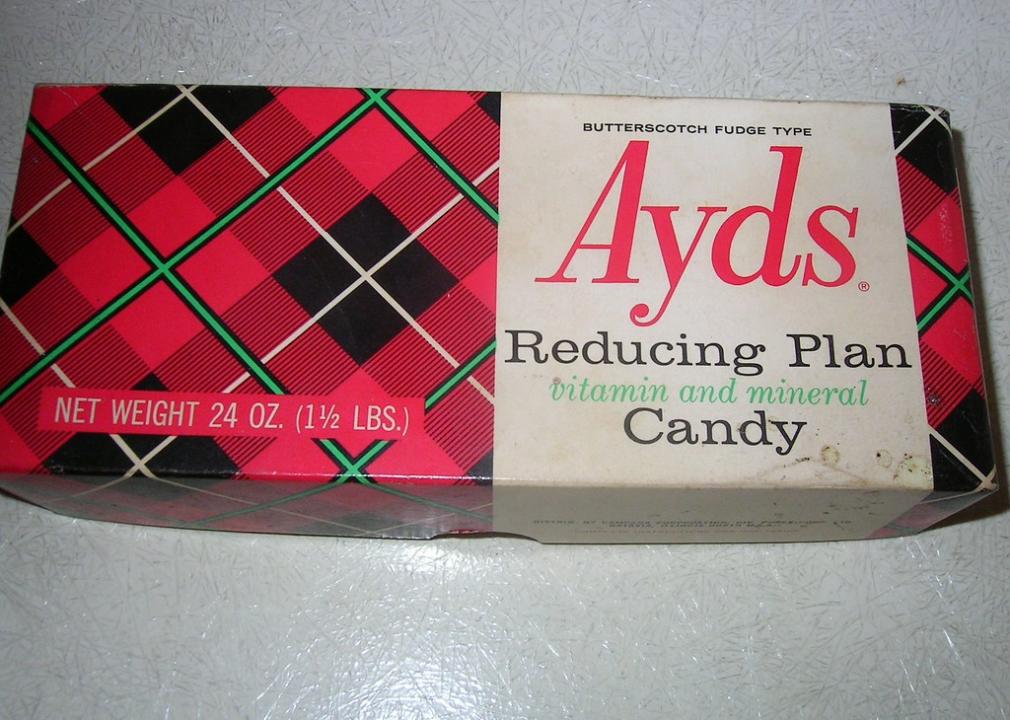 BUTTERSCOTCH FUDGE TYPE
Ayds®
Reducing Plan
vitamin and mineral
Candy
NET WEIGHT 24 OZ. (1½ LBS.)